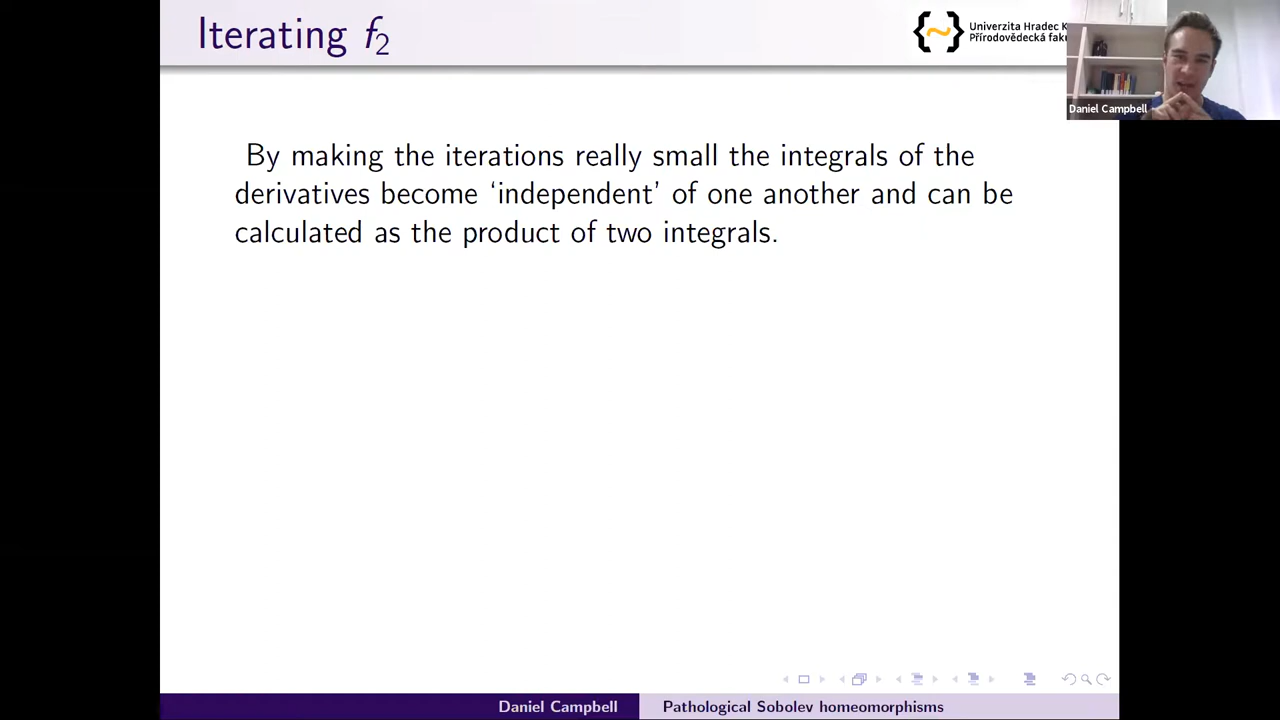 Iterating f2
Univerzita Hradec K
Přírodovědecká faku
Daniel Campbell
By making the iterations really small the integrals of the
derivatives become ‘independent’ of one another and can be
calculated as the product of two integrals.
Daniel Campbell
Pathological Sobolev homeomorphisms